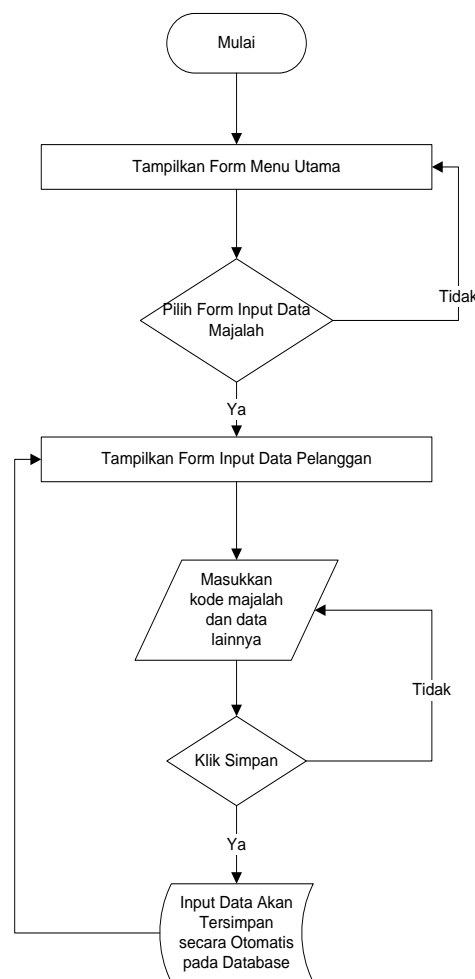 Mulai
Tampilkan Form Menu Utama
Pilih Form Input Data
Majalah
Tidak
Ya
Tampilkan Form Input Data Pelanggan
Masukkan
kode majalah
dan data
lainnya
Tidak
Klik Simpan
Ya
Input Data Akan
Tersimpan
secara Otomatis
pada Database